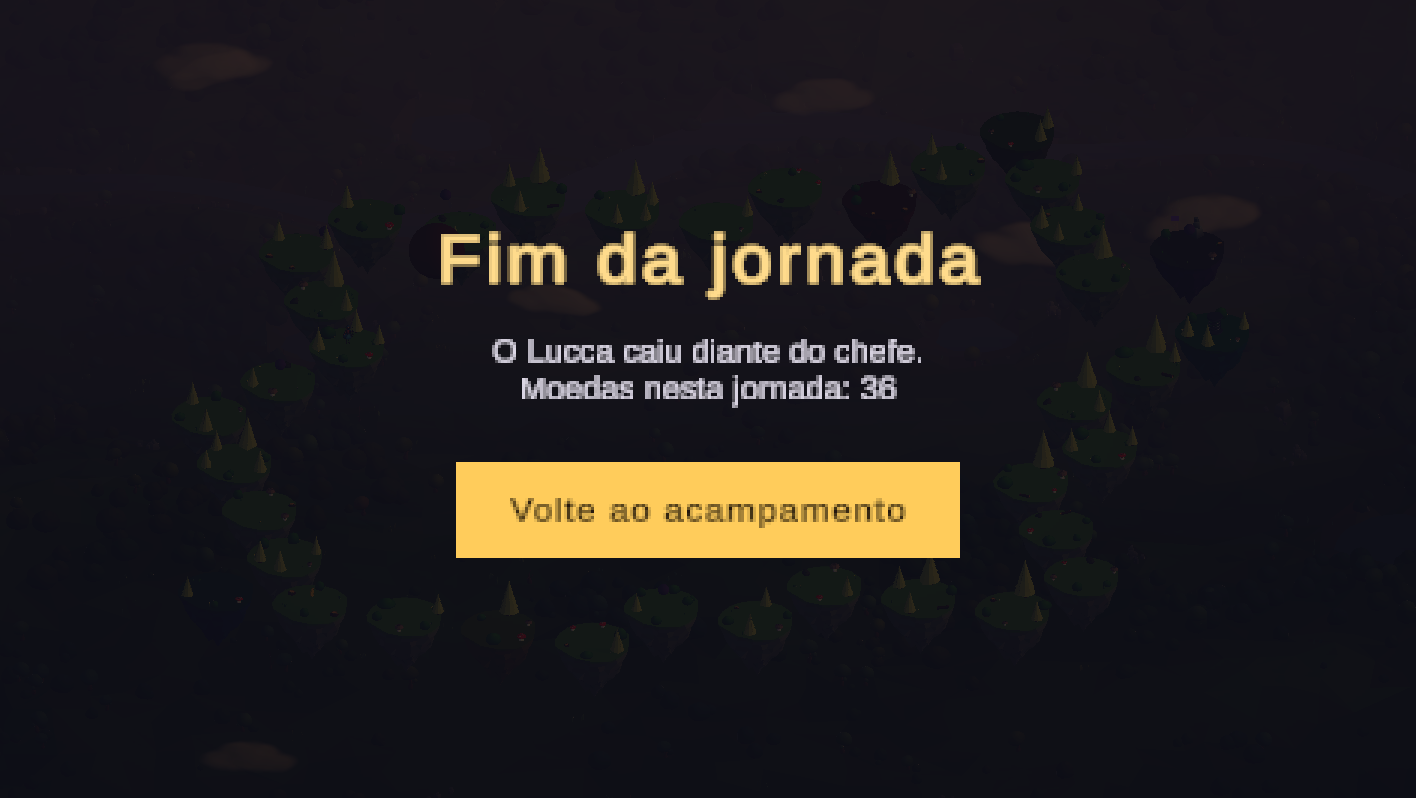 Fim da jornada
O Lucca caiu diante do chefe.
Moedas nesta jornada: 36
Volte ao acampamento